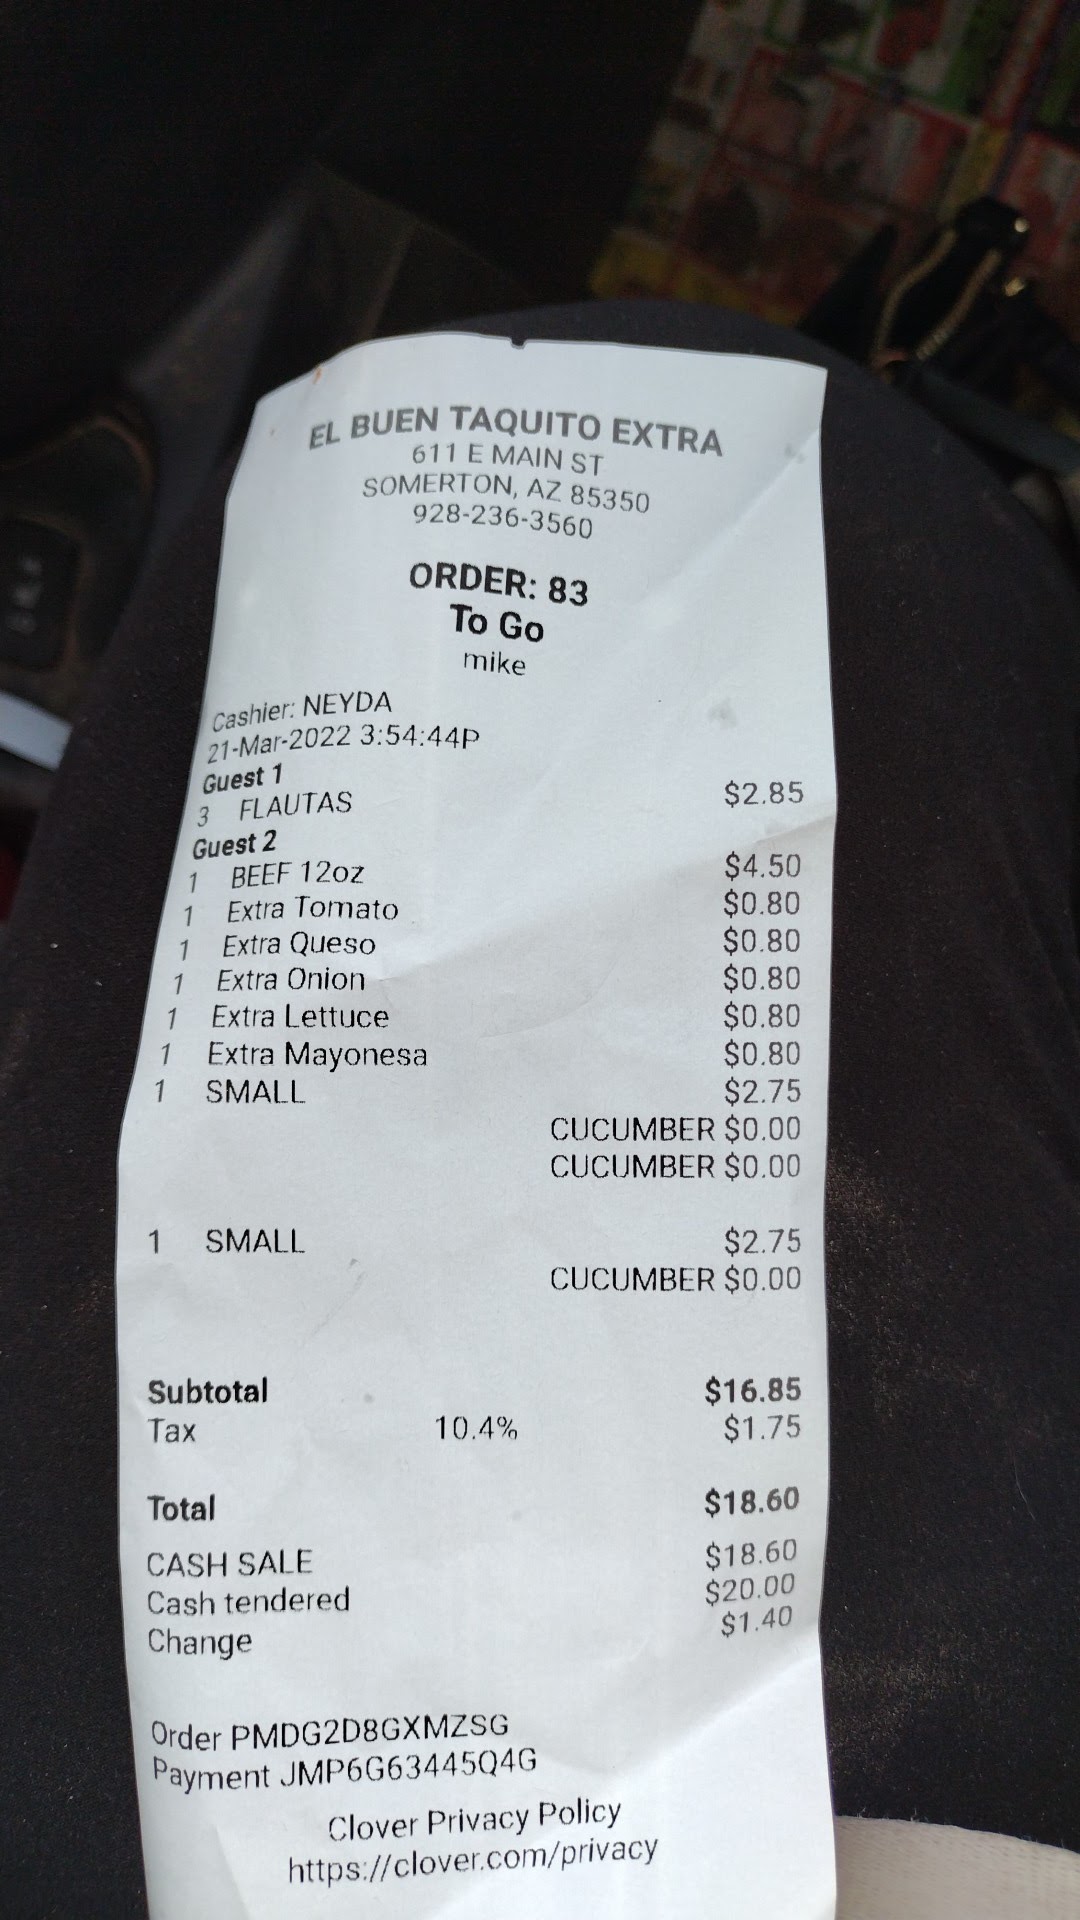 EL BUEN TAQUITO EXTRA
611 E MAIN ST
SOMERTON, AZ 85350
928-236-3560
ORDER: 83
To Go
mike
Cashier: NEYDA
21-Mar-2022 3:54:44P
Guest 1
3 FLAUTAS $2.85
Guest 2
1 BEEF 12oz $4.50
1 Extra Tomato $0.80
1 Extra Queso $0.80
1 Extra Onion $0.80
1 Extra Lettuce $0.80
1 Extra Mayonesa $0.80
1 SMALL $2.75
CUCUMBER $0.00
CUCUMBER $0.00
1 SMALL $2.75
CUCUMBER $0.00
Subtotal $16.85
Tax 10.4% $1.75
Total $18.60
CASH SALE $18.60
Cash tendered $20.00
Change $1.40
Order PMDG2D8GXMZSG
Payment JMP6G63445Q4G
Clover Privacy Policy
https://clover.com/privacy